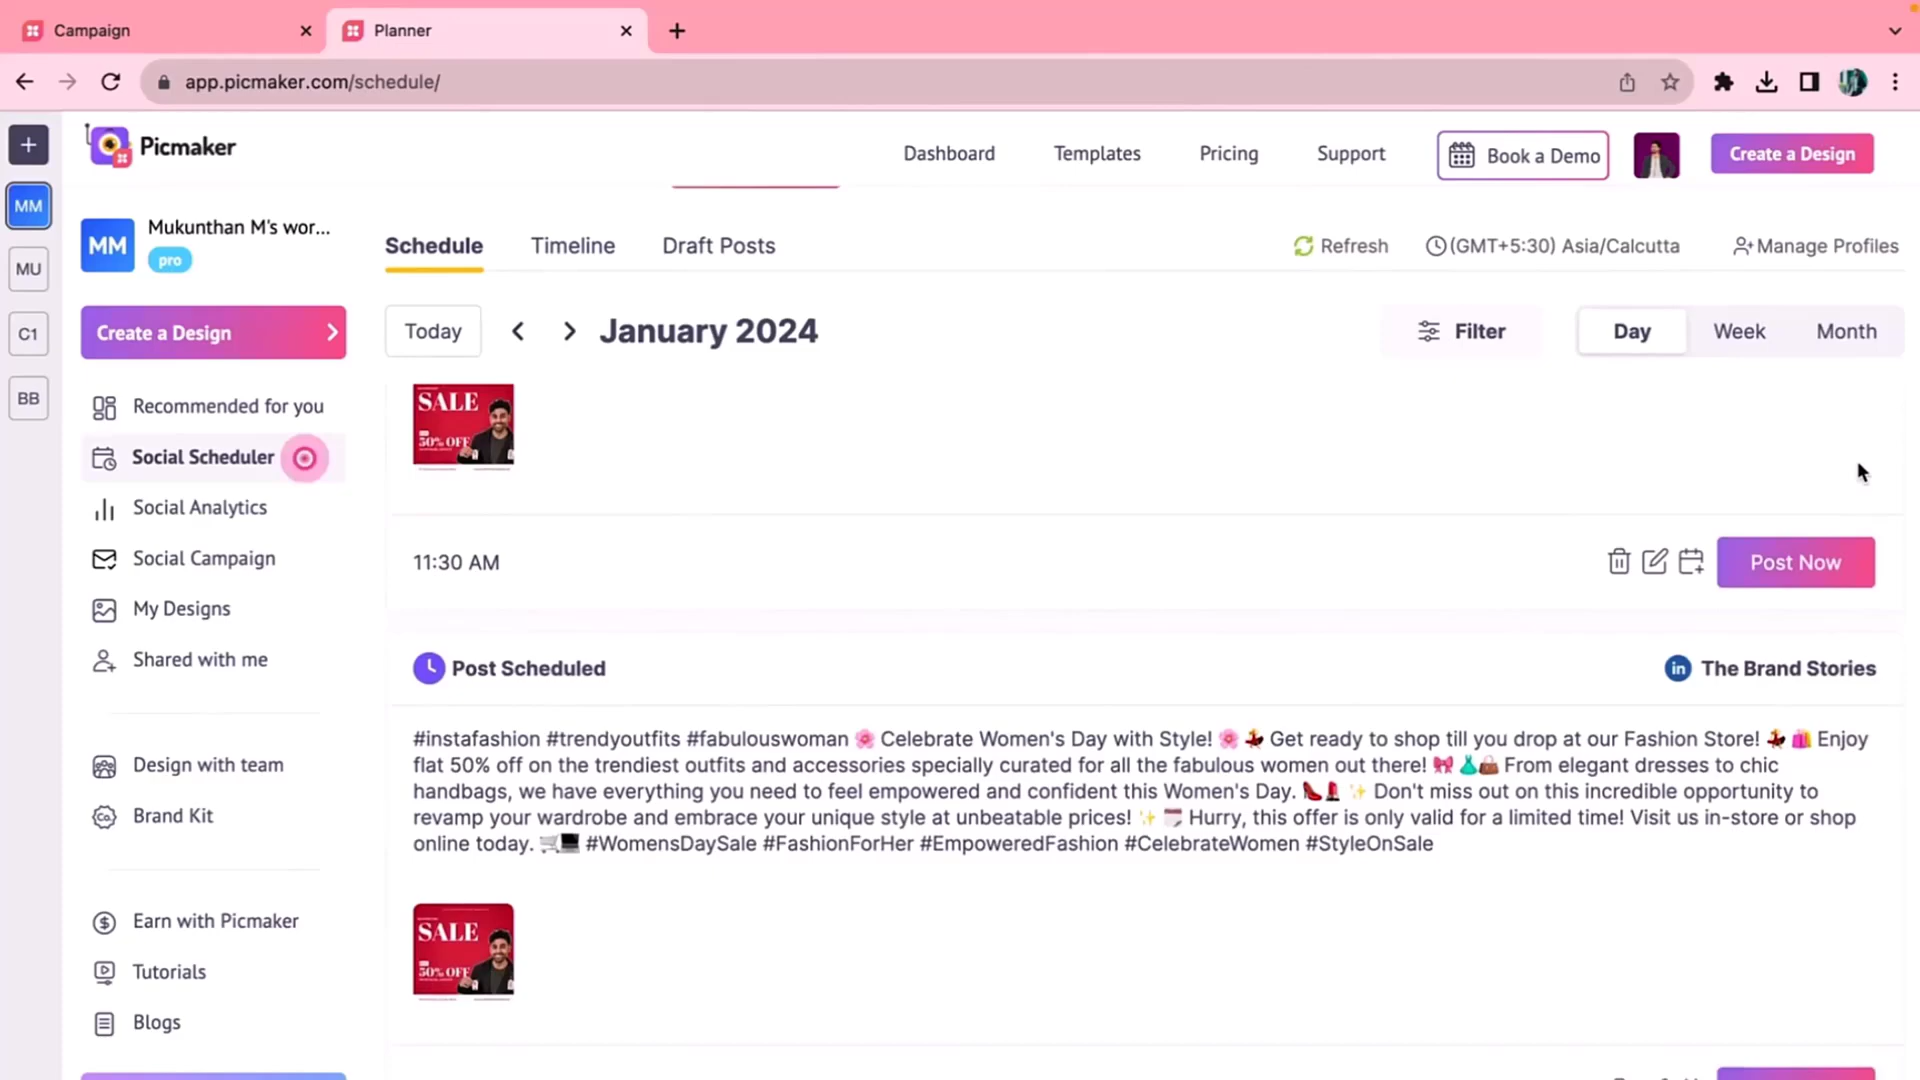 Campaign
Planner
app.picmaker.com/schedule/
Picmaker
Dashboard
Templates
Pricing
Support
Book a Demo
Create a Design
MM
MU
C1
BB
MM
Mukunthan M's wor...
pro
Create a Design
Recommended for you
Social Scheduler
Social Analytics
Social Campaign
My Designs
Shared with me
Design with team
Brand Kit
Earn with Picmaker
Tutorials
Blogs
Schedule
Timeline
Draft Posts
Refresh
(GMT+5:30) Asia/Calcutta
Manage Profiles
Today
January 2024
Filter
Day
Week
Month
SALE
50% OFF
11:30 AM
Post Now
Post Scheduled
in The Brand Stories
#instafashion #trendyoutfits #fabulouswoman 🌸 Celebrate Women's Day with Style! 🌸 💃 Get ready to shop till you drop at our Fashion Store! 💃 🛍️ Enjoy
flat 50% off on the trendiest outfits and accessories specially curated for all the fabulous women out there! 🎀 👗👜 From elegant dresses to chic
handbags, we have everything you need to feel empowered and confident this Women's Day. 👠💄 ✨ Don't miss out on this incredible opportunity to
revamp your wardrobe and embrace your unique style at unbeatable prices! ✨ 🗓️ Hurry, this offer is only valid for a limited time! Visit us in-store or shop
online today. 🛒💻 #WomensDaySale #FashionForHer #EmpoweredFashion #CelebrateWomen #StyleOnSale
SALE
50% OFF